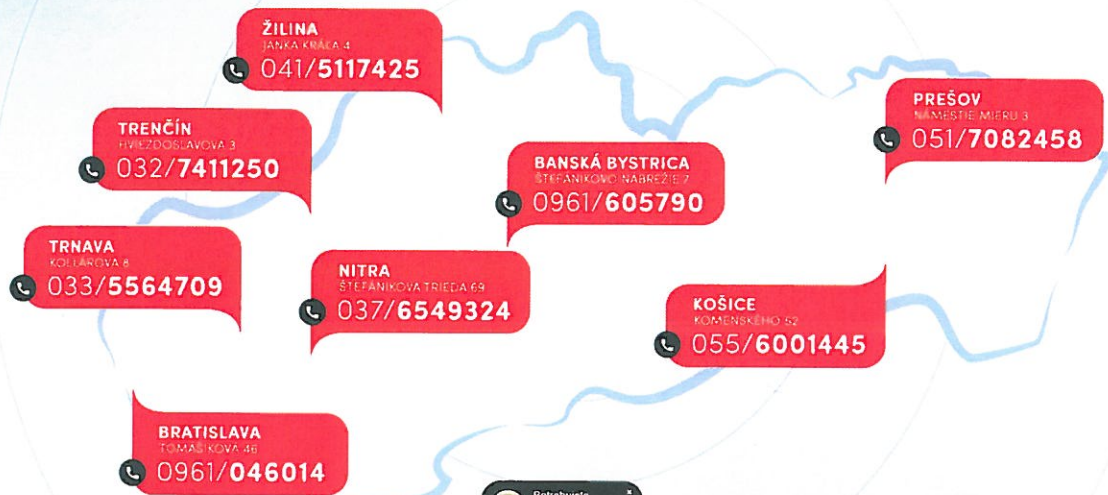 ŽILINA
JANKA KRÁĽA 4
041/5117425
TRENČÍN
HVIEZDOSLAVOVA 3
032/7411250
PREŠOV
NÁMESTIE MIERU 3
051/7082458
BANSKÁ BYSTRICA
ŠTEFÁNIKOVO NÁBREŽIE 7
0961/605790
TRNAVA
KOLLÁROVA 8
033/5564709
NITRA
ŠTEFÁNIKOVA TRIEDA 69
037/6549324
KOŠICE
KOMENSKÉHO 52
055/6001445
BRATISLAVA
TOMÁŠIKOVA 46
0961/046014